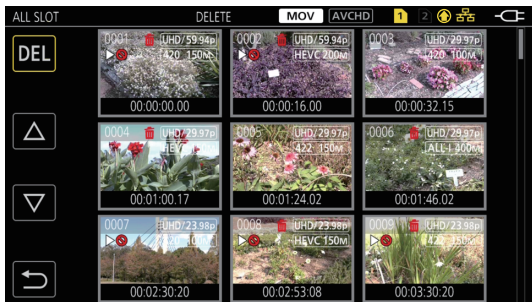 ALL SLOT DELETE MOV AVCHD 1 2
DEL
0001 UHD/59.94p
420 150M
00:00:00.00
0002 UHD/59.94p
HEVC 200M
00:00:16.00
0003 UHD/29.97p
420 100M
00:00:32.15
0004 UHD/29.97p
HEVC
00:01:00.17
0005 UHD/29.97p
422 150M
00:01:24.02
0006 UHD/29.97p
ALL-I 400M
00:01:46.02
0007 UHD/23.98p
420 100M
00:02:30:20
0008 UHD/23.98p
HEVC 150M
00:02:53:08
0009 UHD/23.98p
422 150M
00:03:30:20